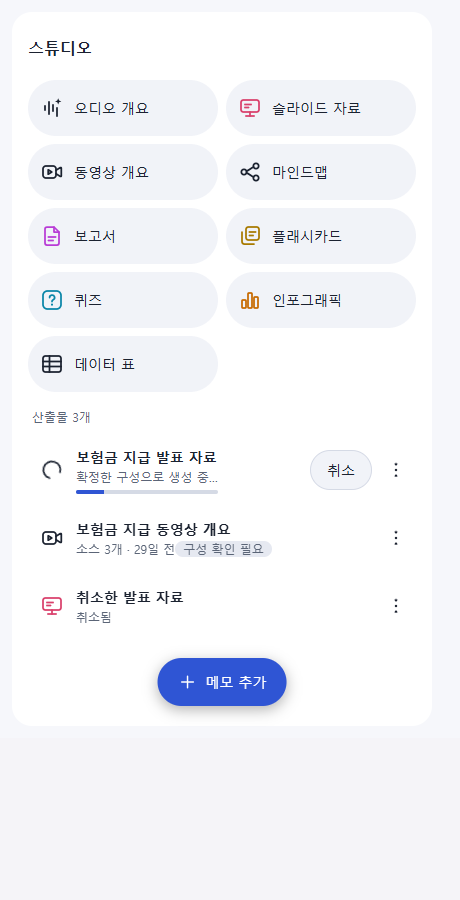 스튜디오
오디오 개요
슬라이드 자료
동영상 개요
마인드맵
보고서
플래시카드
퀴즈
인포그래픽
데이터 표
산출물 3개
보험금 지급 발표 자료
확정한 구성으로 생성 중...
취소
보험금 지급 동영상 개요
소스 3개 · 29일 전 구성 확인 필요
취소한 발표 자료
취소됨
메모 추가